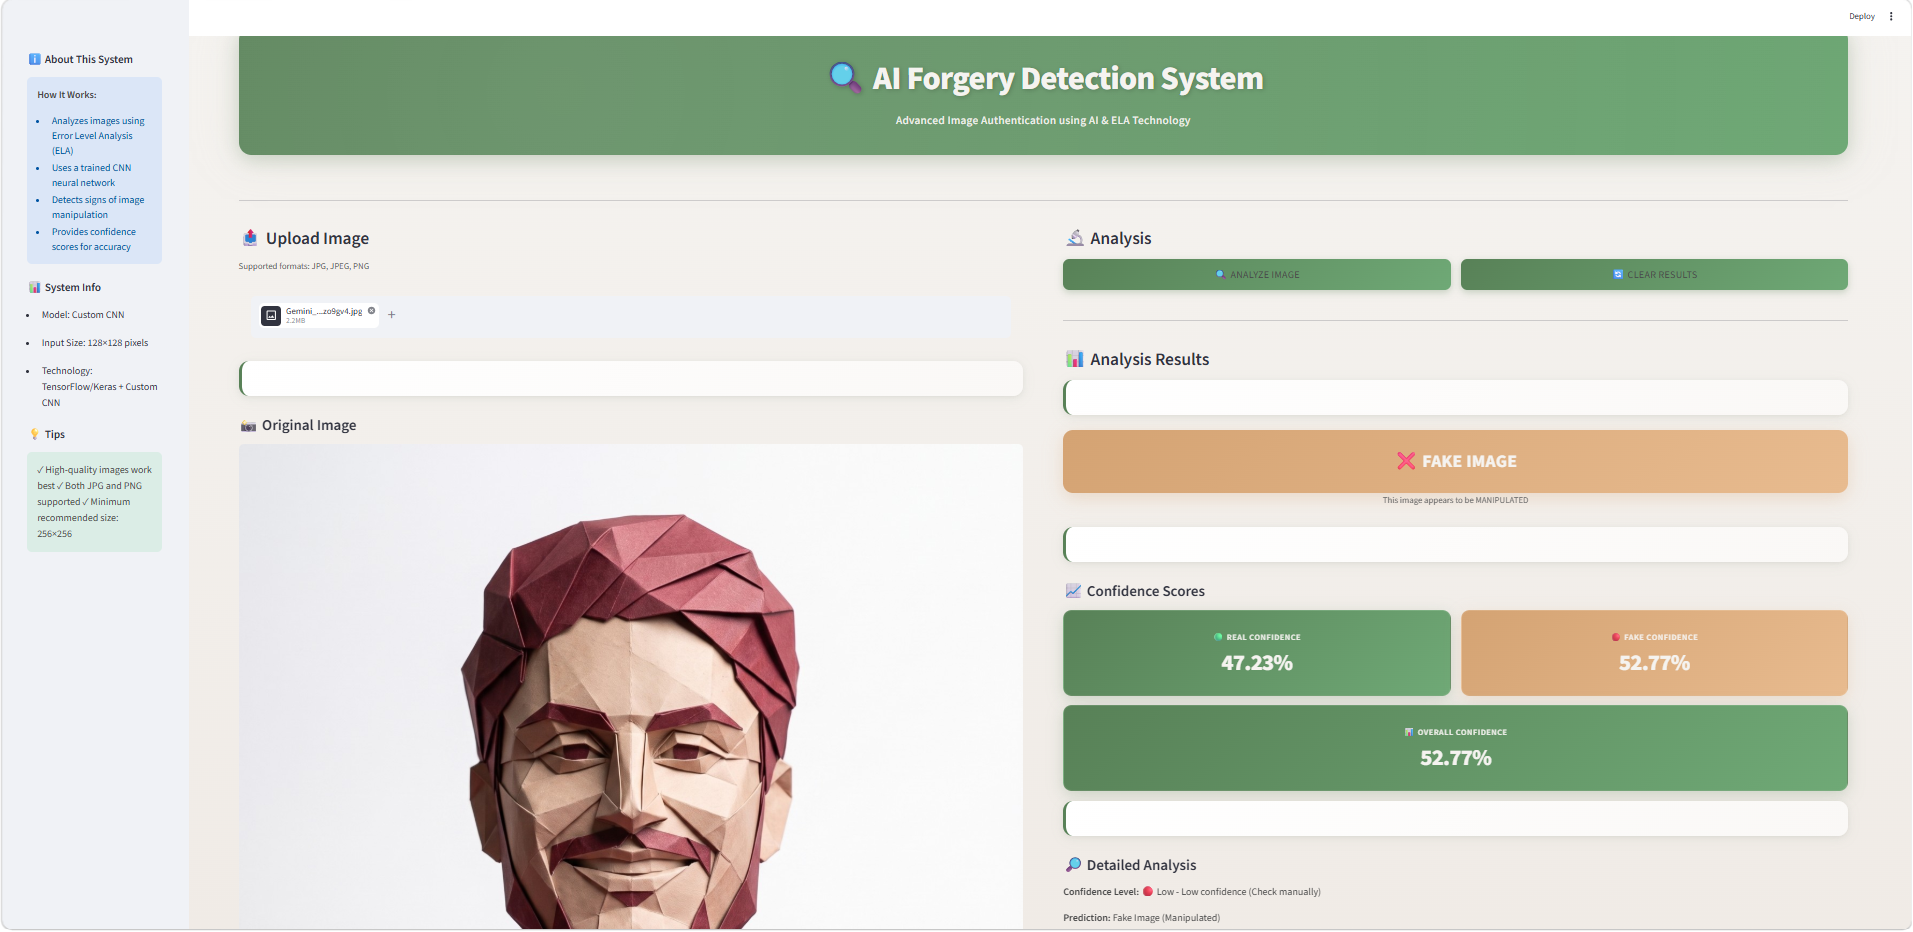 Deploy
About This System
How It Works:
Analyzes images using
Error Level Analysis
(ELA)
Uses a trained CNN
neural network
Detects signs of image
manipulation
Provides confidence
scores for accuracy
System Info
Model: Custom CNN
Input Size: 128×128 pixels
Technology:
TensorFlow/Keras + Custom
CNN
Tips
✓ High-quality images work
best ✓ Both JPG and PNG
supported ✓ Minimum
recommended size:
256×256
AI Forgery Detection System
Advanced Image Authentication using AI & ELA Technology
Upload Image
Supported formats: JPG, JPEG, PNG
Gemini_...zo9gv4.jpg
2.2MB
Original Image
Analysis
ANALYZE IMAGE
CLEAR RESULTS
Analysis Results
FAKE IMAGE
This image appears to be MANIPULATED
Confidence Scores
REAL CONFIDENCE
47.23%
FAKE CONFIDENCE
52.77%
OVERALL CONFIDENCE
52.77%
Detailed Analysis
Confidence Level: Low - Low confidence (Check manually)
Prediction: Fake Image (Manipulated)